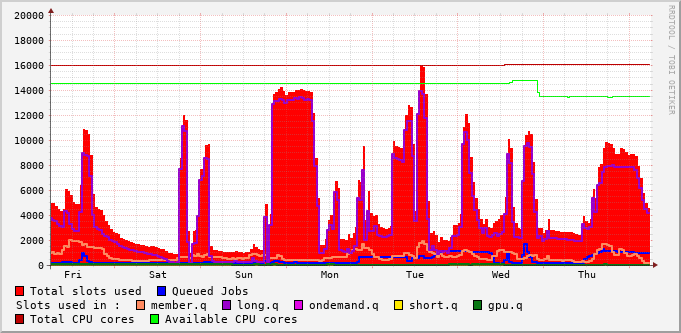 20000
18000
16000
14000
12000
10000
8000
6000
4000
2000
0
Fri Sat Sun Mon Tue Wed Thu
RRDTOOL / TOBI OETIKER
Total slots used Queued Jobs
Slots used in : member.q long.q ondemand.q short.q gpu.q
Total CPU cores Available CPU cores